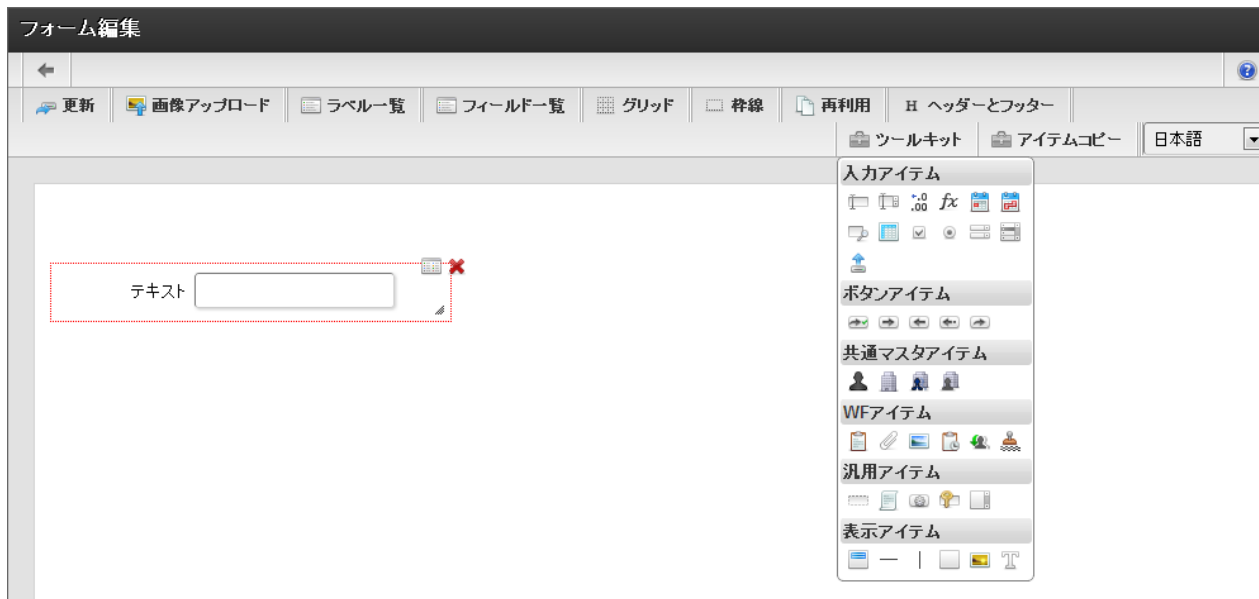 フォーム編集
更新 画像アップロード ラベル一覧 フィールド一覧 グリッド 枠線 再利用 H ヘッダーとフッター
ツールキット アイテムコピー 日本語
入力アイテム
テキスト
ボタンアイテム
共通マスタアイテム
WFアイテム
汎用アイテム
表示アイテム